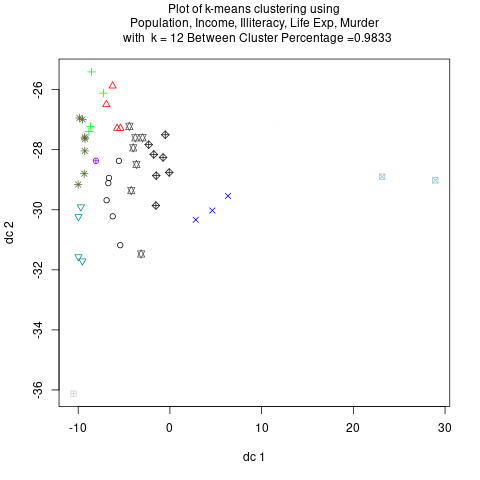 Plot of k-means clustering using
Population, Income, Illiteracy, Life Exp, Murder
with k = 12 Between Cluster Percentage =0.9833
dc 2
-26
-28
-30
-32
-34
-36
-10
0
10
20
30
dc 1